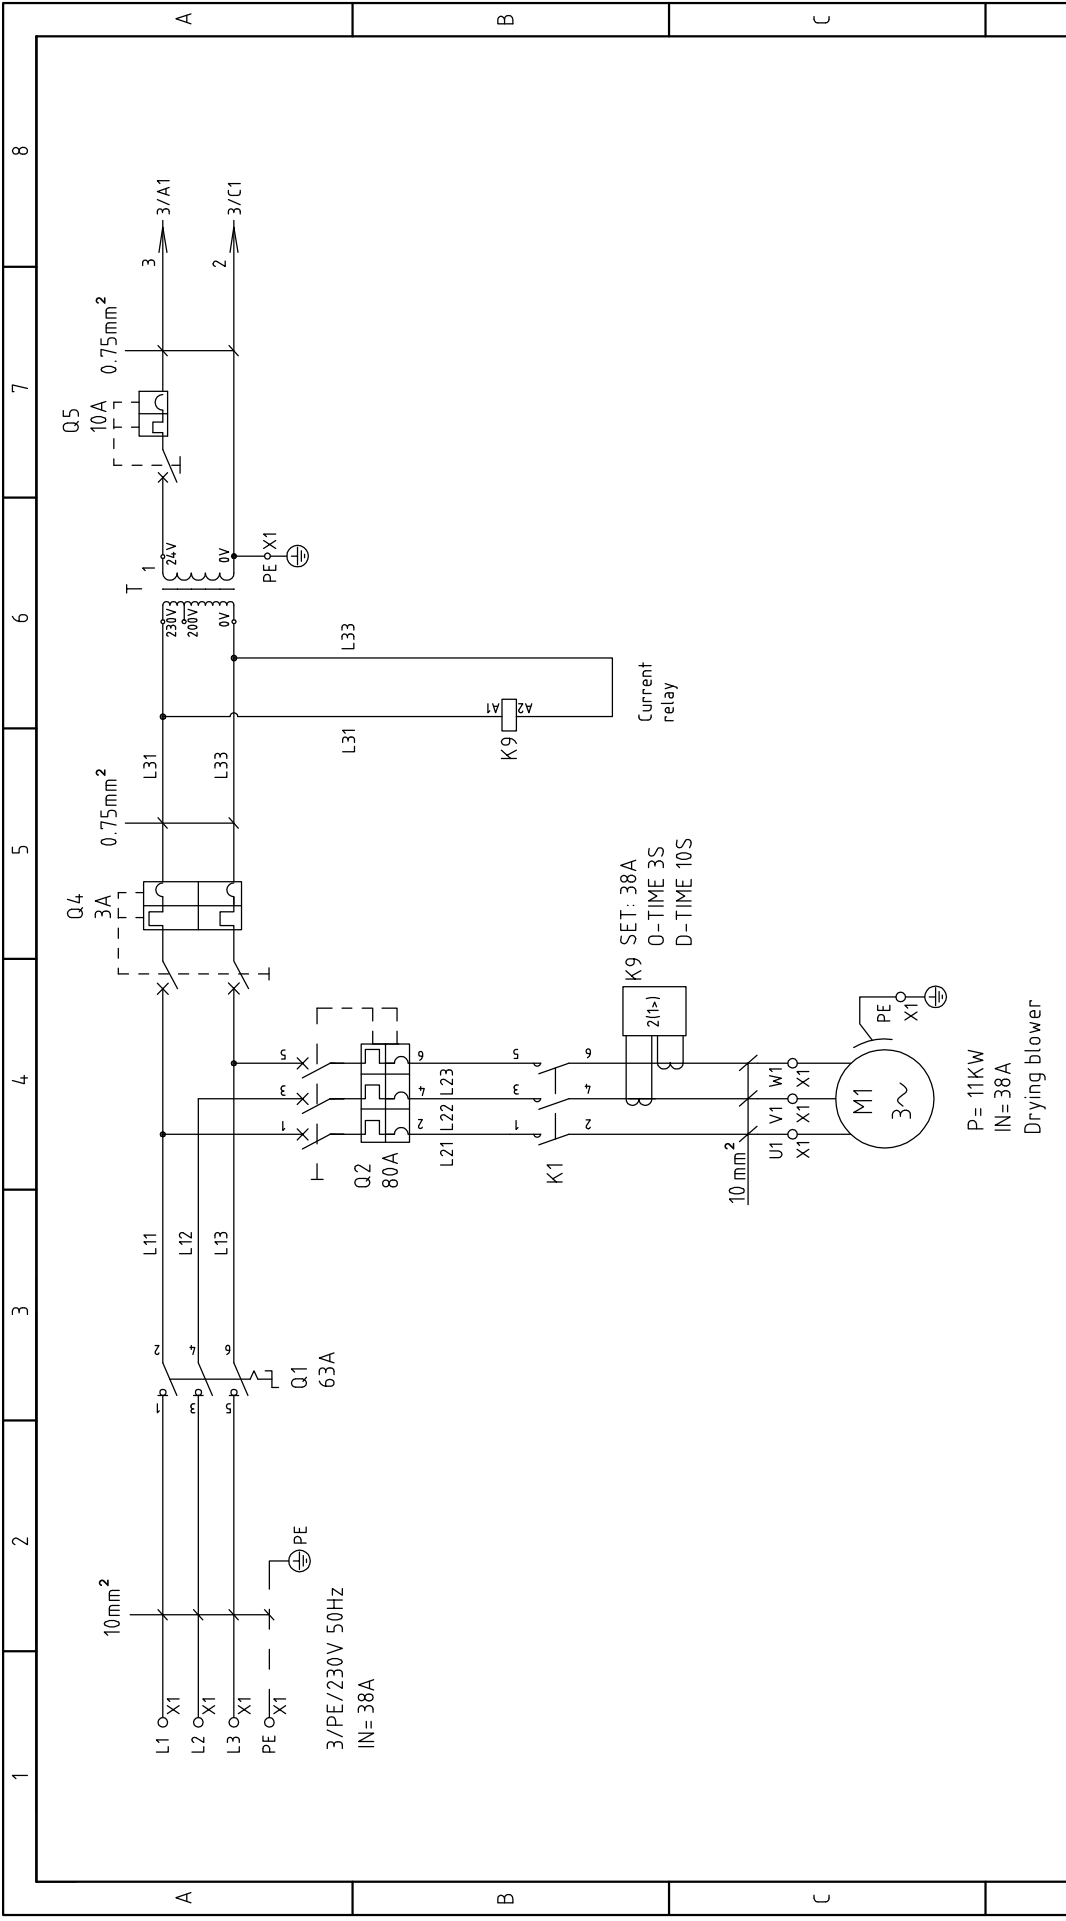 1
2
3
4
5
6
7
8
A
B
C
A
B
C
L1
X1
L2
X1
L3
X1
PE
X1
10mm²
PE
3/PE/230V 50Hz
IN= 38A
1
2
3
4
5
6
Q1
63A
L11
L12
L13
1
3
5
Q2
80A
2
4
6
L21
L22
L23
K1
1
3
5
2
4
6
K9 SET: 38A
O-TIME 3S
D-TIME 10S
2(1>)
10 mm²
U1
V1
W1
X1
X1
X1
M1
3~
PE
X1
P= 11KW
IN= 38A
Drying blower
Q4
3A
0.75mm²
L31
L33
L31
L33
K9
A1
A2
Current
relay
T
1
230V
200V
0V
24V
0V
PE
X1
Q5
10A
0.75mm²
3
3/A1
2
3/C1